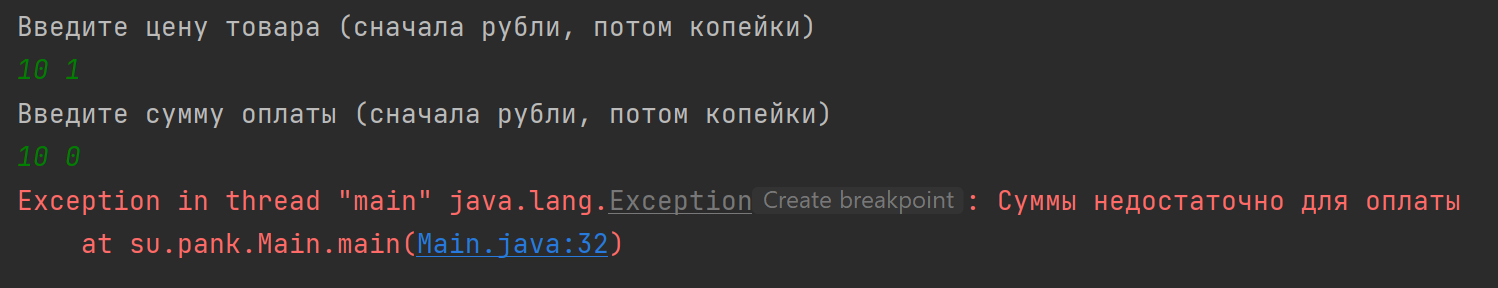 Введите цену товара (сначала рубли, потом копейки)
10 1
Введите сумму оплаты (сначала рубли, потом копейки)
10 0
Exception in thread "main" java.lang.Exception Create breakpoint : Суммы недостаточно для оплаты
at su.pank.Main.main(Main.java:32)